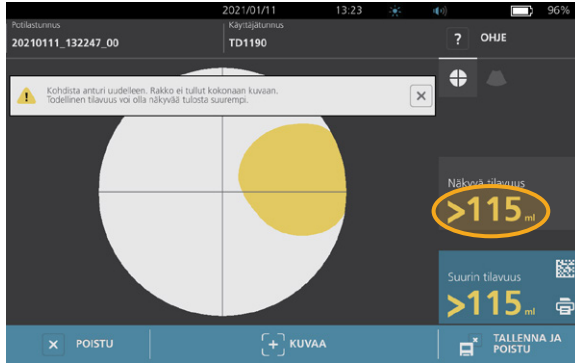 2021/01/11 13:23 96%
Potilastunnus
20210111_132247_00
Käyttäjätunnus
TD1190
? OHJE
Kohdista anturi uudelleen. Rakko ei tullut kokonaan kuvaan.
Todellinen tilavuus voi olla näkyvää tulosta suurempi.
Näkyvä tilavuus
>115 ml
Suurin tilavuus
>115 ml
POISTU
KUVAA
TALLENNA JA
POISTU